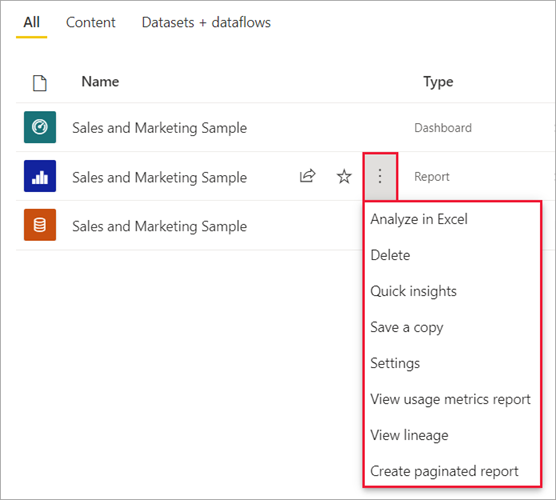 All Content Datasets + dataflows
Name Type
Sales and Marketing Sample Dashboard
Sales and Marketing Sample Report
Sales and Marketing Sample
Analyze in Excel
Delete
Quick insights
Save a copy
Settings
View usage metrics report
View lineage
Create paginated report